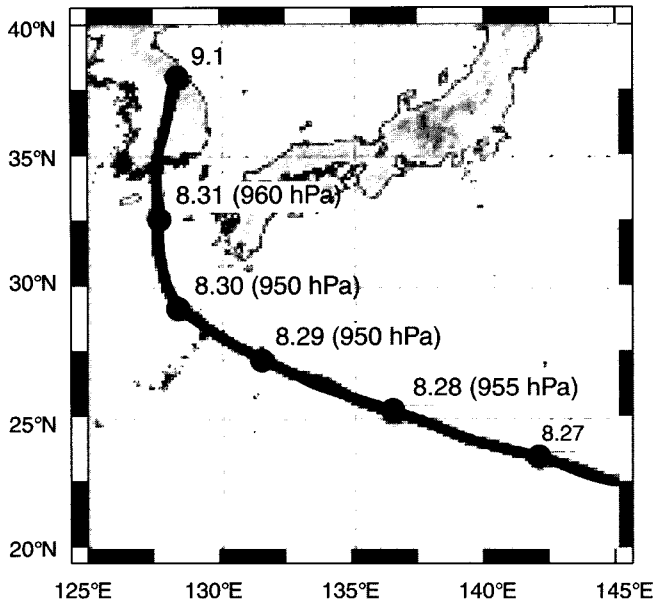 40°N
9.1
35°N
8.31 (960 hPa)
30°N
8.30 (950 hPa)
8.29 (950 hPa)
8.28 (955 hPa)
25°N
8.27
20°N
125°E 130°E 135°E 140°E 145°E